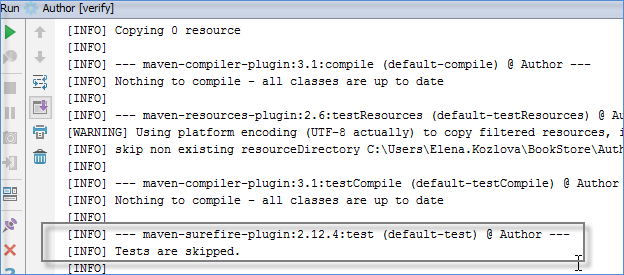 Run Author [verify]
[INFO] Copying 0 resource
[INFO]
[INFO] --- maven-compiler-plugin:3.1:compile (default-compile) @ Author ---
[INFO] Nothing to compile - all classes are up to date
[INFO]
[INFO] --- maven-resources-plugin:2.6:testResources (default-testResources) @ Au
[WARNING] Using platform encoding (UTF-8 actually) to copy filtered resources, i
[INFO] skip non existing resourceDirectory C:\Users\Elena.Kozlova\BookStore\Auth
[INFO]
[INFO] --- maven-compiler-plugin:3.1:testCompile (default-testCompile) @ Author
[INFO] Nothing to compile - all classes are up to date
[INFO]
[INFO] --- maven-surefire-plugin:2.12.4:test (default-test) @ Author ---
[INFO] Tests are skipped.
[INFO]